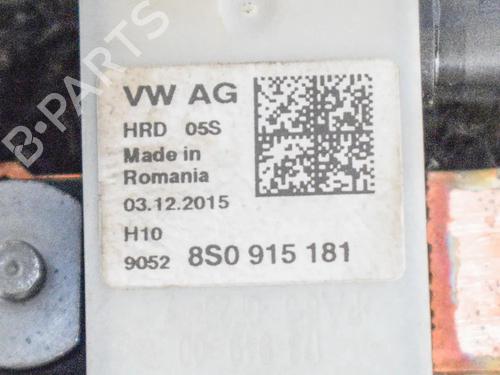 B-PARTS
VW AG
HRD 05S
Made in
Romania
03.12.2015
H10
9052 8S0 915 181